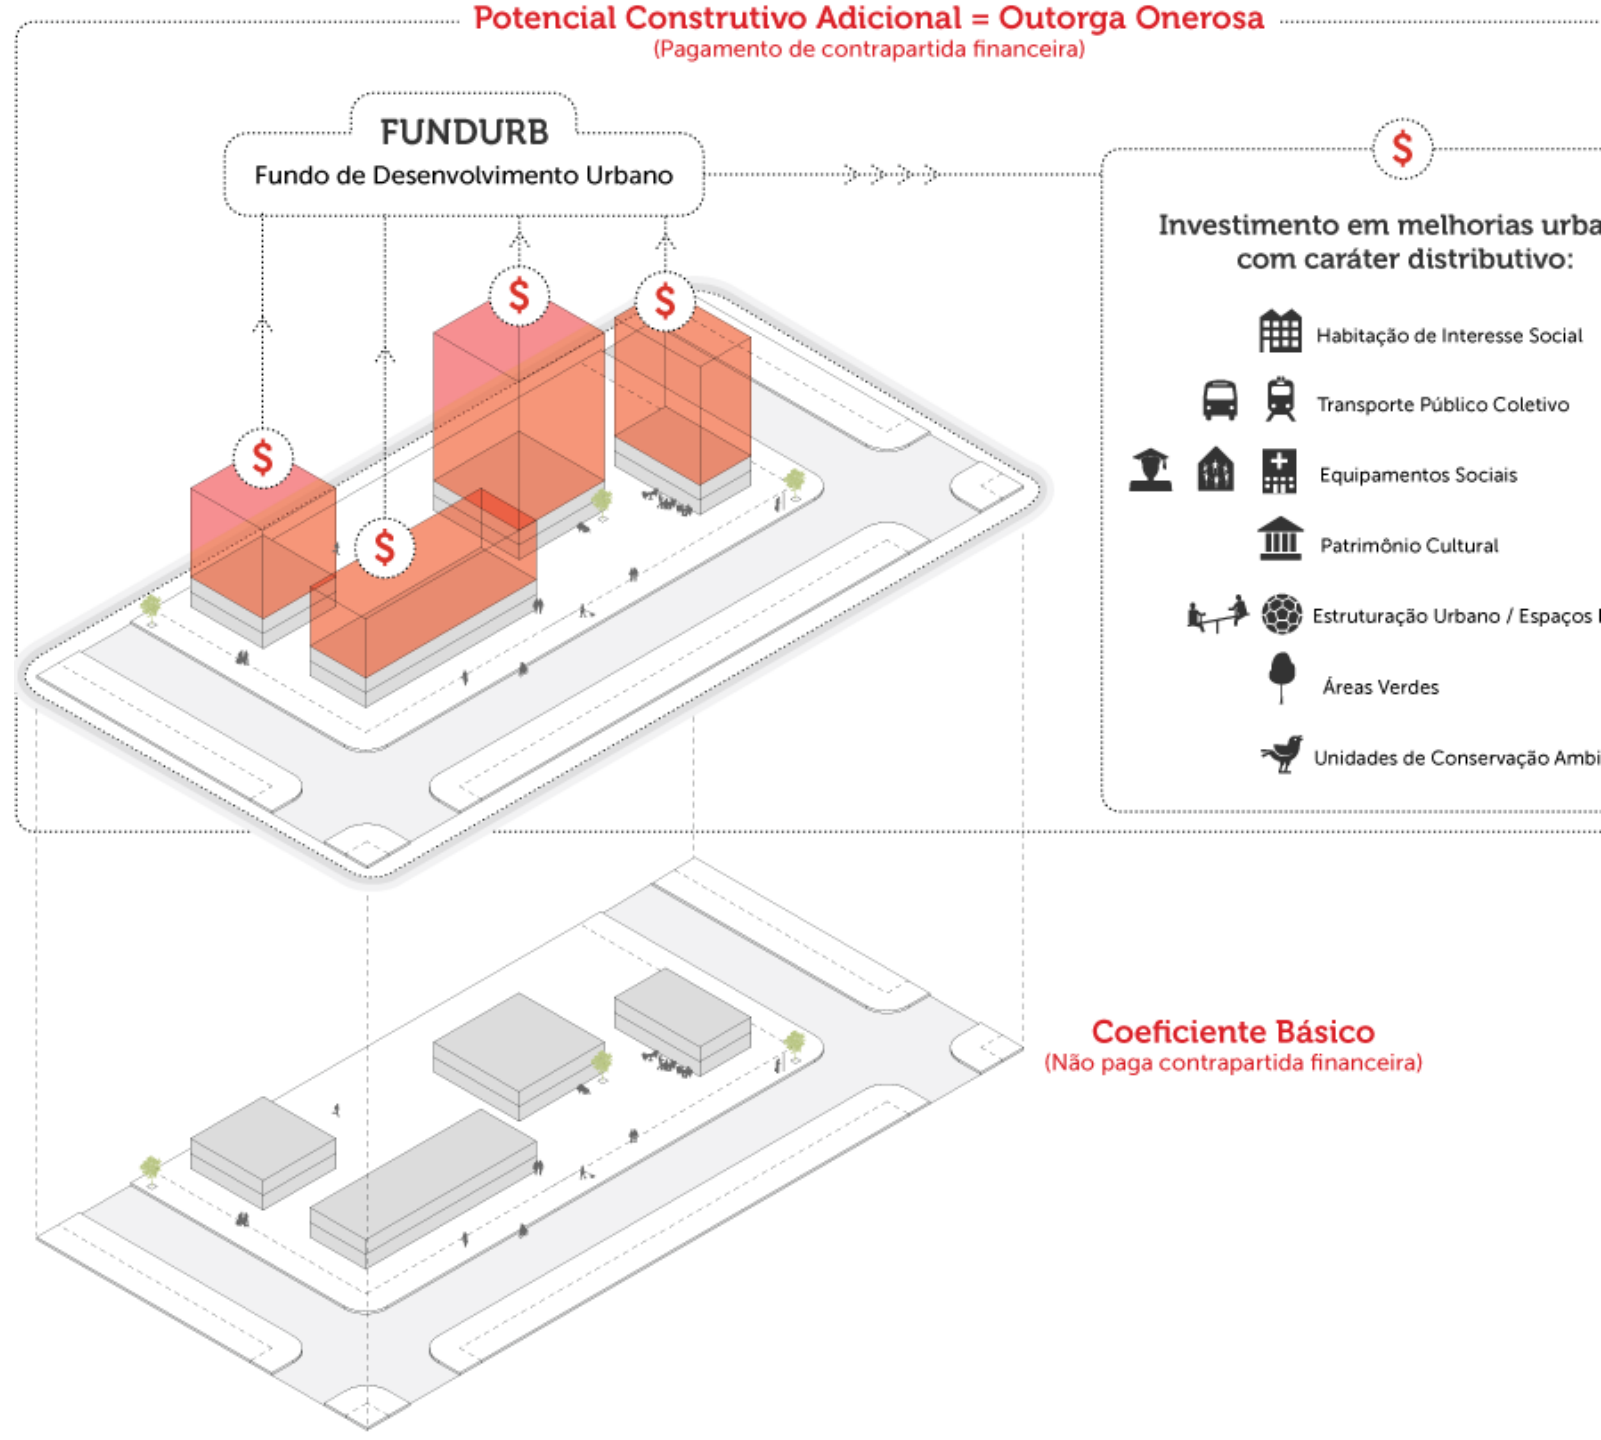 Potencial Construtivo Adicional = Outorga Onerosa
(Pagamento de contrapartida financeira)
FUNDURB
Fundo de Desenvolvimento Urbano
$
$
$
$
$
Investimento em melhorias urba
com caráter distributivo:
Habitação de Interesse Social
Transporte Público Coletivo
Equipamentos Sociais
Patrimônio Cultural
Estruturação Urbano / Espaços
Áreas Verdes
Unidades de Conservação Ambi
Coeficiente Básico
(Não paga contrapartida financeira)